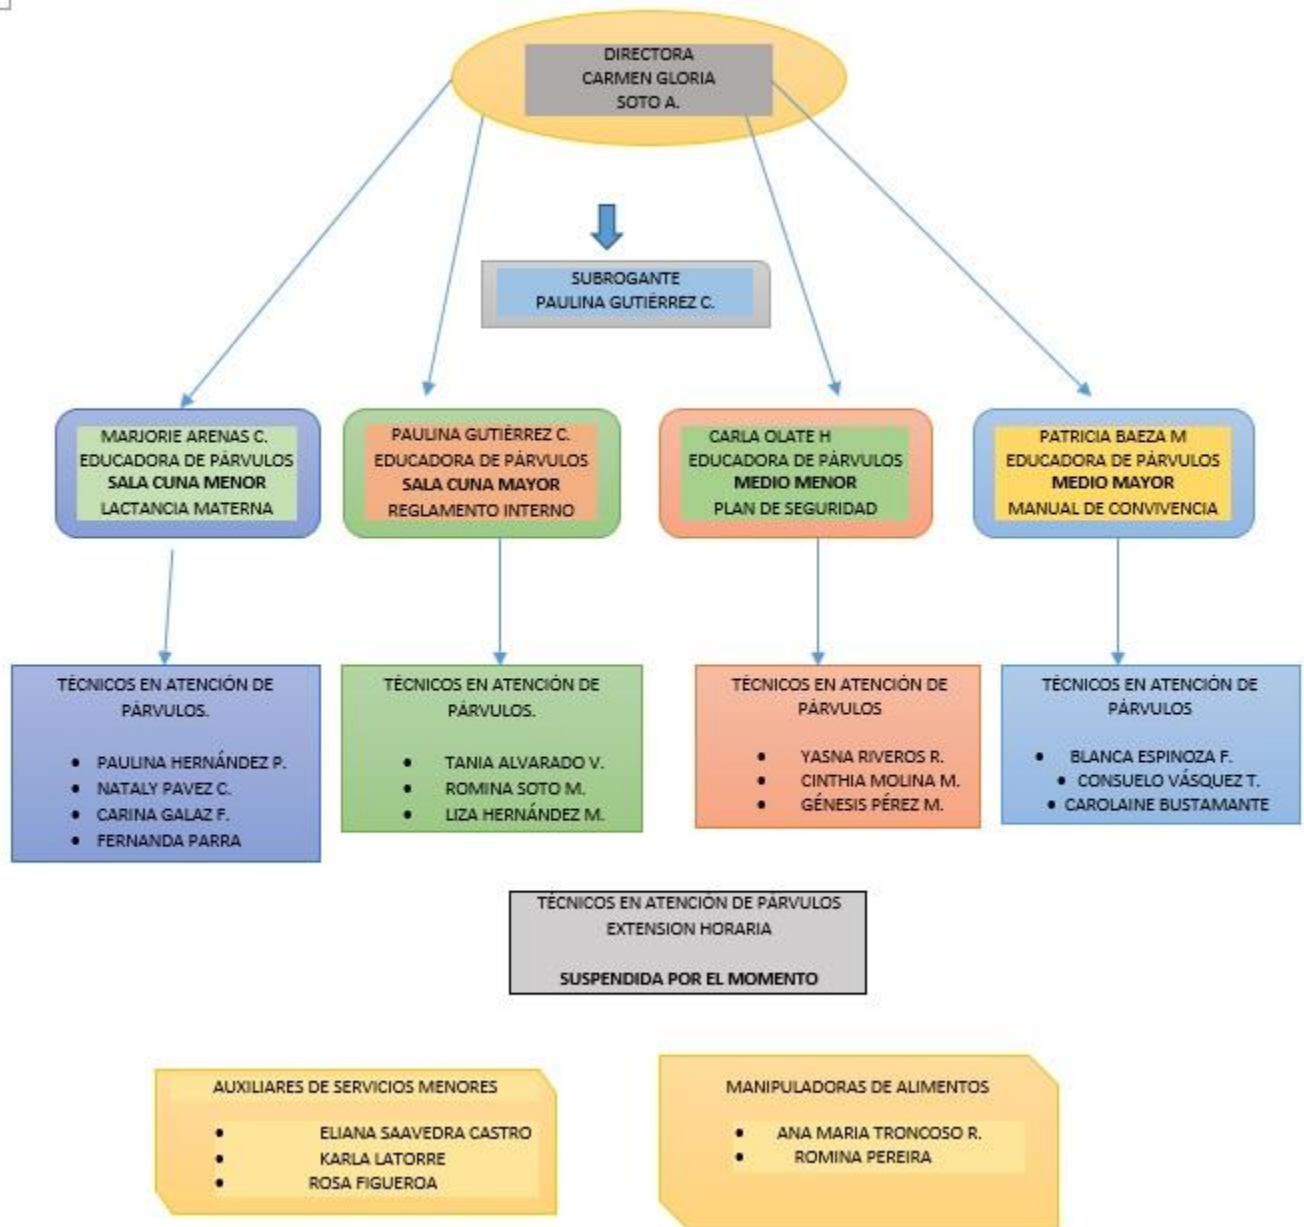 DIRECTORA
CARMEN GLORIA
SOTO A.
SUBROGANTE
PAULINA GUTIÉRREZ C.
MARJORIE ARENAS C.
EDUCADORA DE PÁRVULOS
SALA CUNA MENOR
LACTANCIA MATERNA
PAULINA GUTIÉRREZ C.
EDUCADORA DE PÁRVULOS
SALA CUNA MAYOR
REGLAMENTO INTERNO
CARLA OLATE H
EDUCADORA DE PÁRVULOS
MEDIO MENOR
PLAN DE SEGURIDAD
PATRICIA BAEZA M
EDUCADORA DE PÁRVULOS
MEDIO MAYOR
MANUAL DE CONVIVENCIA
TÉCNICOS EN ATENCIÓN DE
PÁRVULOS.
• PAULINA HERNÁNDEZ P.
• NATALY PAVEZ C.
• CARINA GALAZ F.
• FERNANDA PARRA
TÉCNICOS EN ATENCIÓN DE
PÁRVULOS.
• TANIA ALVARADO V.
• ROMINA SOTO M.
• LIZA HERNÁNDEZ M.
TÉCNICOS EN ATENCIÓN DE
PÁRVULOS
• YASNA RIVEROS R.
• CINTHIA MOLINA M.
• GÉNESIS PÉREZ M.
TÉCNICOS EN ATENCIÓN DE
PÁRVULOS
• BLANCA ESPINOZA F.
• CONSUELO VÁSQUEZ T.
• CAROLAINE BUSTAMANTE
TÉCNICOS EN ATENCIÓN DE PÁRVULOS
EXTENSION HORARIA
SUSPENDIDA POR EL MOMENTO
AUXILIARES DE SERVICIOS MENORES
• ELIANA SAAVEDRA CASTRO
• KARLA LATORRE
• ROSA FIGUEROA
MANIPULADORAS DE ALIMENTOS
• ANA MARIA TRONCOSO R.
• ROMINA PEREIRA